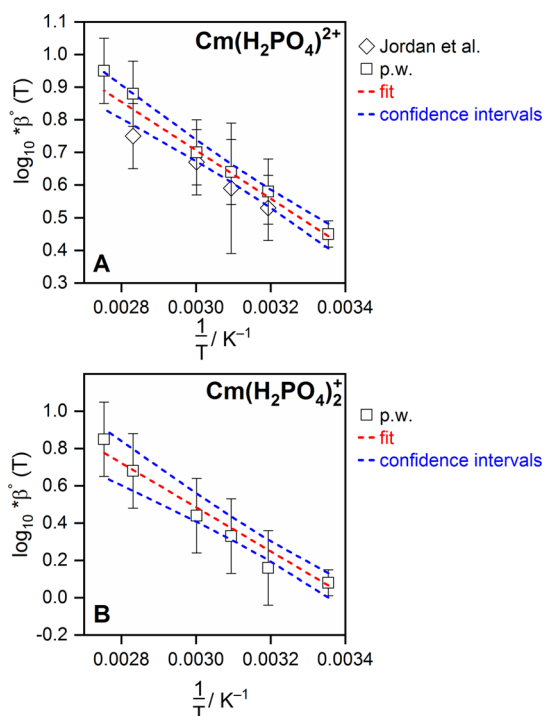 Cm(H₂PO₄)²⁺
1.1
1.0
0.9
0.8
0.7
0.6
0.5
0.4
0.3
log₁₀ *β° (T)
A
0.0028 0.0030 0.0032 0.0034
1/T / K⁻¹
Jordan et al.
p.w.
fit
confidence intervals
Cm(H₂PO₄)₂⁺
1.0
0.8
0.6
0.4
0.2
0.0
-0.2
log₁₀ *β° (T)
B
0.0028 0.0030 0.0032 0.0034
1/T / K⁻¹
p.w.
fit
confidence intervals